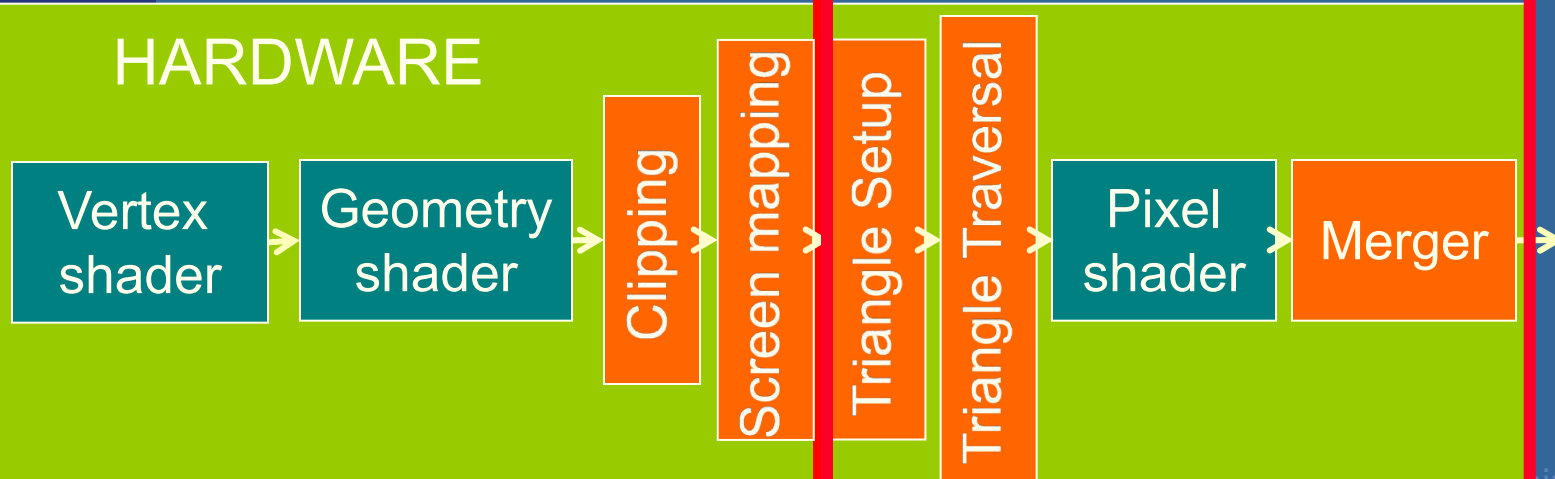 HARDWARE
Vertex
shader
Geometry
shader
Clipping
Screen mapping
Triangle Setup
Triangle Traversal
Pixel
shader
Merger